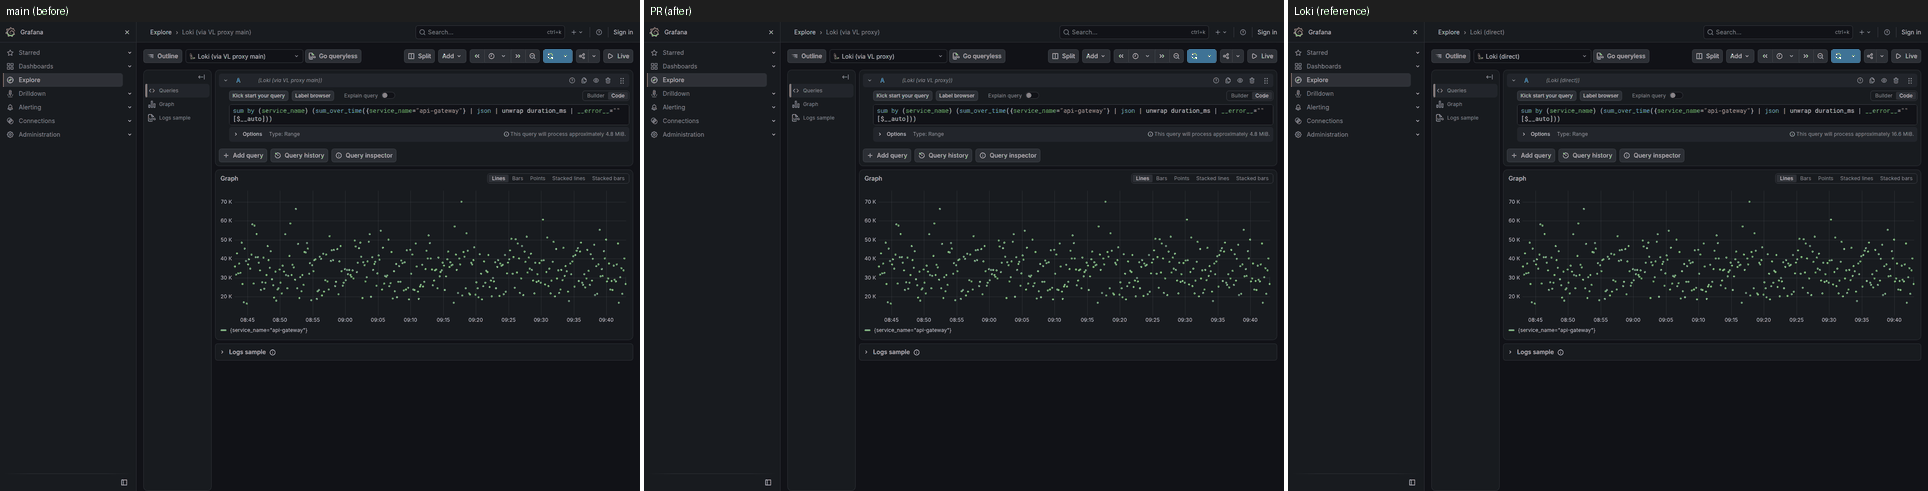 main (before)
Grafana
Explore › Loki (via VL proxy main)
Search...
ctrl+k
Sign in
Starred
Dashboards
Explore
Drilldown
Alerting
Connections
Administration
Outline
Loki (via VL proxy main)
Go queryless
Split
Add
Live
Queries
Graph
Logs sample
A
(Loki (via VL proxy main))
Kick start your query
Label browser
Explain query
Builder
Code
sum by (service_name) (sum_over_time({service_name="api-gateway"} | json | unwrap duration_ms | __error__=""
[$__auto]))
Options
Type: Range
This query will process approximately 4.8 MiB.
+ Add query
Query history
Query inspector
Graph
Lines
Bars
Points
Stacked lines
Stacked bars
70 K
60 K
50 K
40 K
30 K
20 K
08:45 08:50 08:55 09:00 09:05 09:10 09:15 09:20 09:25 09:30 09:35 09:40
{service_name="api-gateway"}
Logs sample
PR (after)
Grafana
Explore › Loki (via VL proxy)
Search...
ctrl+k
Sign in
Starred
Dashboards
Explore
Drilldown
Alerting
Connections
Administration
Outline
Loki (via VL proxy)
Go queryless
Split
Add
Live
Queries
Graph
Logs sample
A
(Loki (via VL proxy))
Kick start your query
Label browser
Explain query
Builder
Code
sum by (service_name) (sum_over_time({service_name="api-gateway"} | json | unwrap duration_ms | __error__=""
[$__auto]))
Options
Type: Range
This query will process approximately 4.8 MiB.
+ Add query
Query history
Query inspector
Graph
Lines
Bars
Points
Stacked lines
Stacked bars
70 K
60 K
50 K
40 K
30 K
20 K
08:45 08:50 08:55 09:00 09:05 09:10 09:15 09:20 09:25 09:30 09:35 09:40
{service_name="api-gateway"}
Logs sample
Loki (reference)
Grafana
Explore › Loki (direct)
Search...
ctrl+k
Sign in
Starred
Dashboards
Explore
Drilldown
Alerting
Connections
Administration
Outline
Loki (direct)
Go queryless
Split
Add
Live
Queries
Graph
Logs sample
A
(Loki (direct))
Kick start your query
Label browser
Explain query
Builder
Code
sum by (service_name) (sum_over_time({service_name="api-gateway"} | json | unwrap duration_ms | __error__=""
[$__auto]))
Options
Type: Range
This query will process approximately 16.8 MiB.
+ Add query
Query history
Query inspector
Graph
Lines
Bars
Points
Stacked lines
Stacked bars
70 K
60 K
50 K
40 K
30 K
20 K
08:45 08:50 08:55 09:00 09:05 09:10 09:15 09:20 09:25 09:30 09:35 09:40
{service_name="api-gateway"}
Logs sample